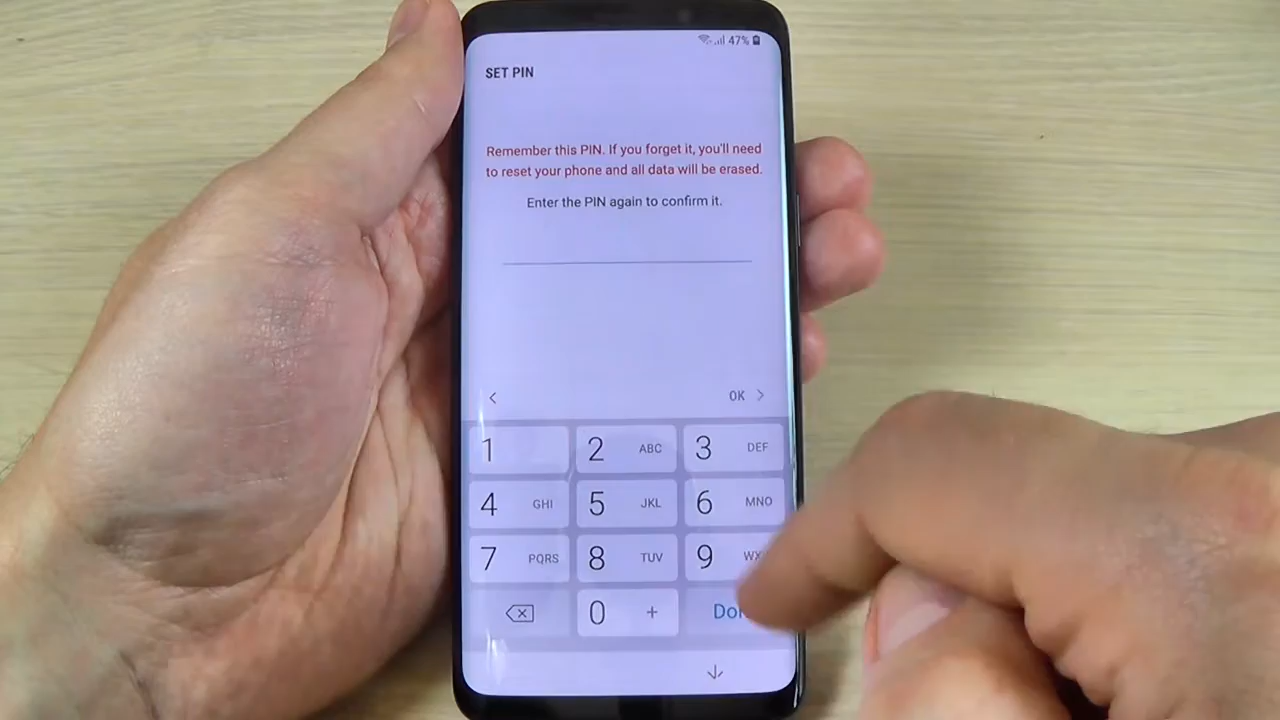 47%
SET PIN
Remember this PIN. If you forget it, you'll need
to reset your phone and all data will be erased.
Enter the PIN again to confirm it.
< OK >
1 2 ABC 3 DEF
4 GHI 5 JKL 6 MNO
7 PQRS 8 TUV 9
0 +